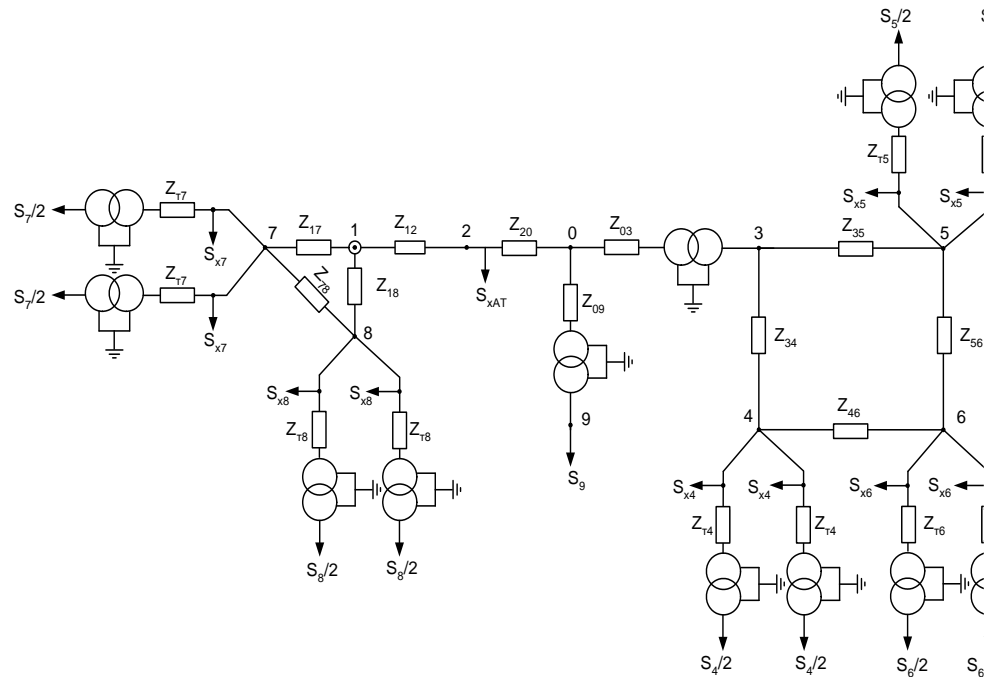 S5/2
S
Zт5
Sx5
Sx5
Zт7
S7/2
Sx7
7
Z17
1
Z12
2
Z20
0
Z03
3
Z35
5
Z78
Z18
SxAT
Zт7
S7/2
Sx7
Z09
Z34
Z56
8
Sx8
Sx8
Zт8
Zт8
9
S9
4
Z46
6
Sx4
Sx4
Sx6
Sx6
Zт4
Zт4
Zт6
S8/2
S8/2
S4/2
S4/2
S6/2
S6